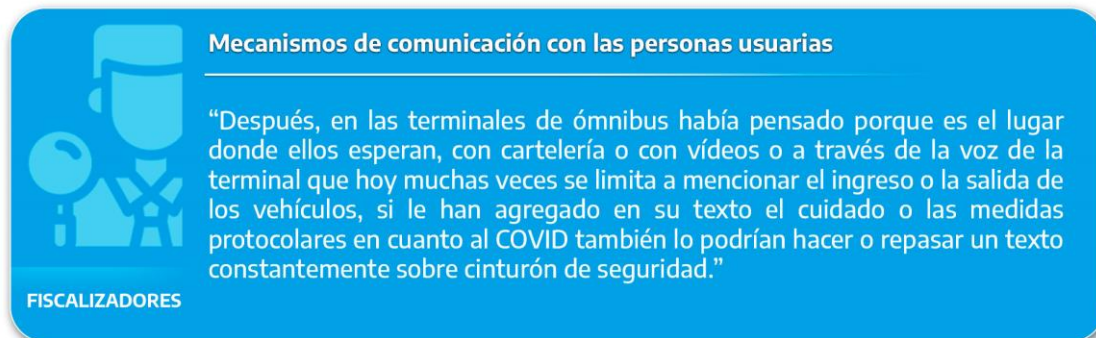 Mecanismos de comunicación con las personas usuarias
“Después, en las terminales de ómnibus había pensado porque es el lugar
donde ellos esperan, con cartelería o con vídeos o a través de la voz de la
terminal que hoy muchas veces se limita a mencionar el ingreso o la salida de
los vehículos, si le han agregado en su texto el cuidado o las medidas
protocolares en cuanto al COVID también lo podrían hacer o repasar un texto
constantemente sobre cinturón de seguridad.”
FISCALIZADORES